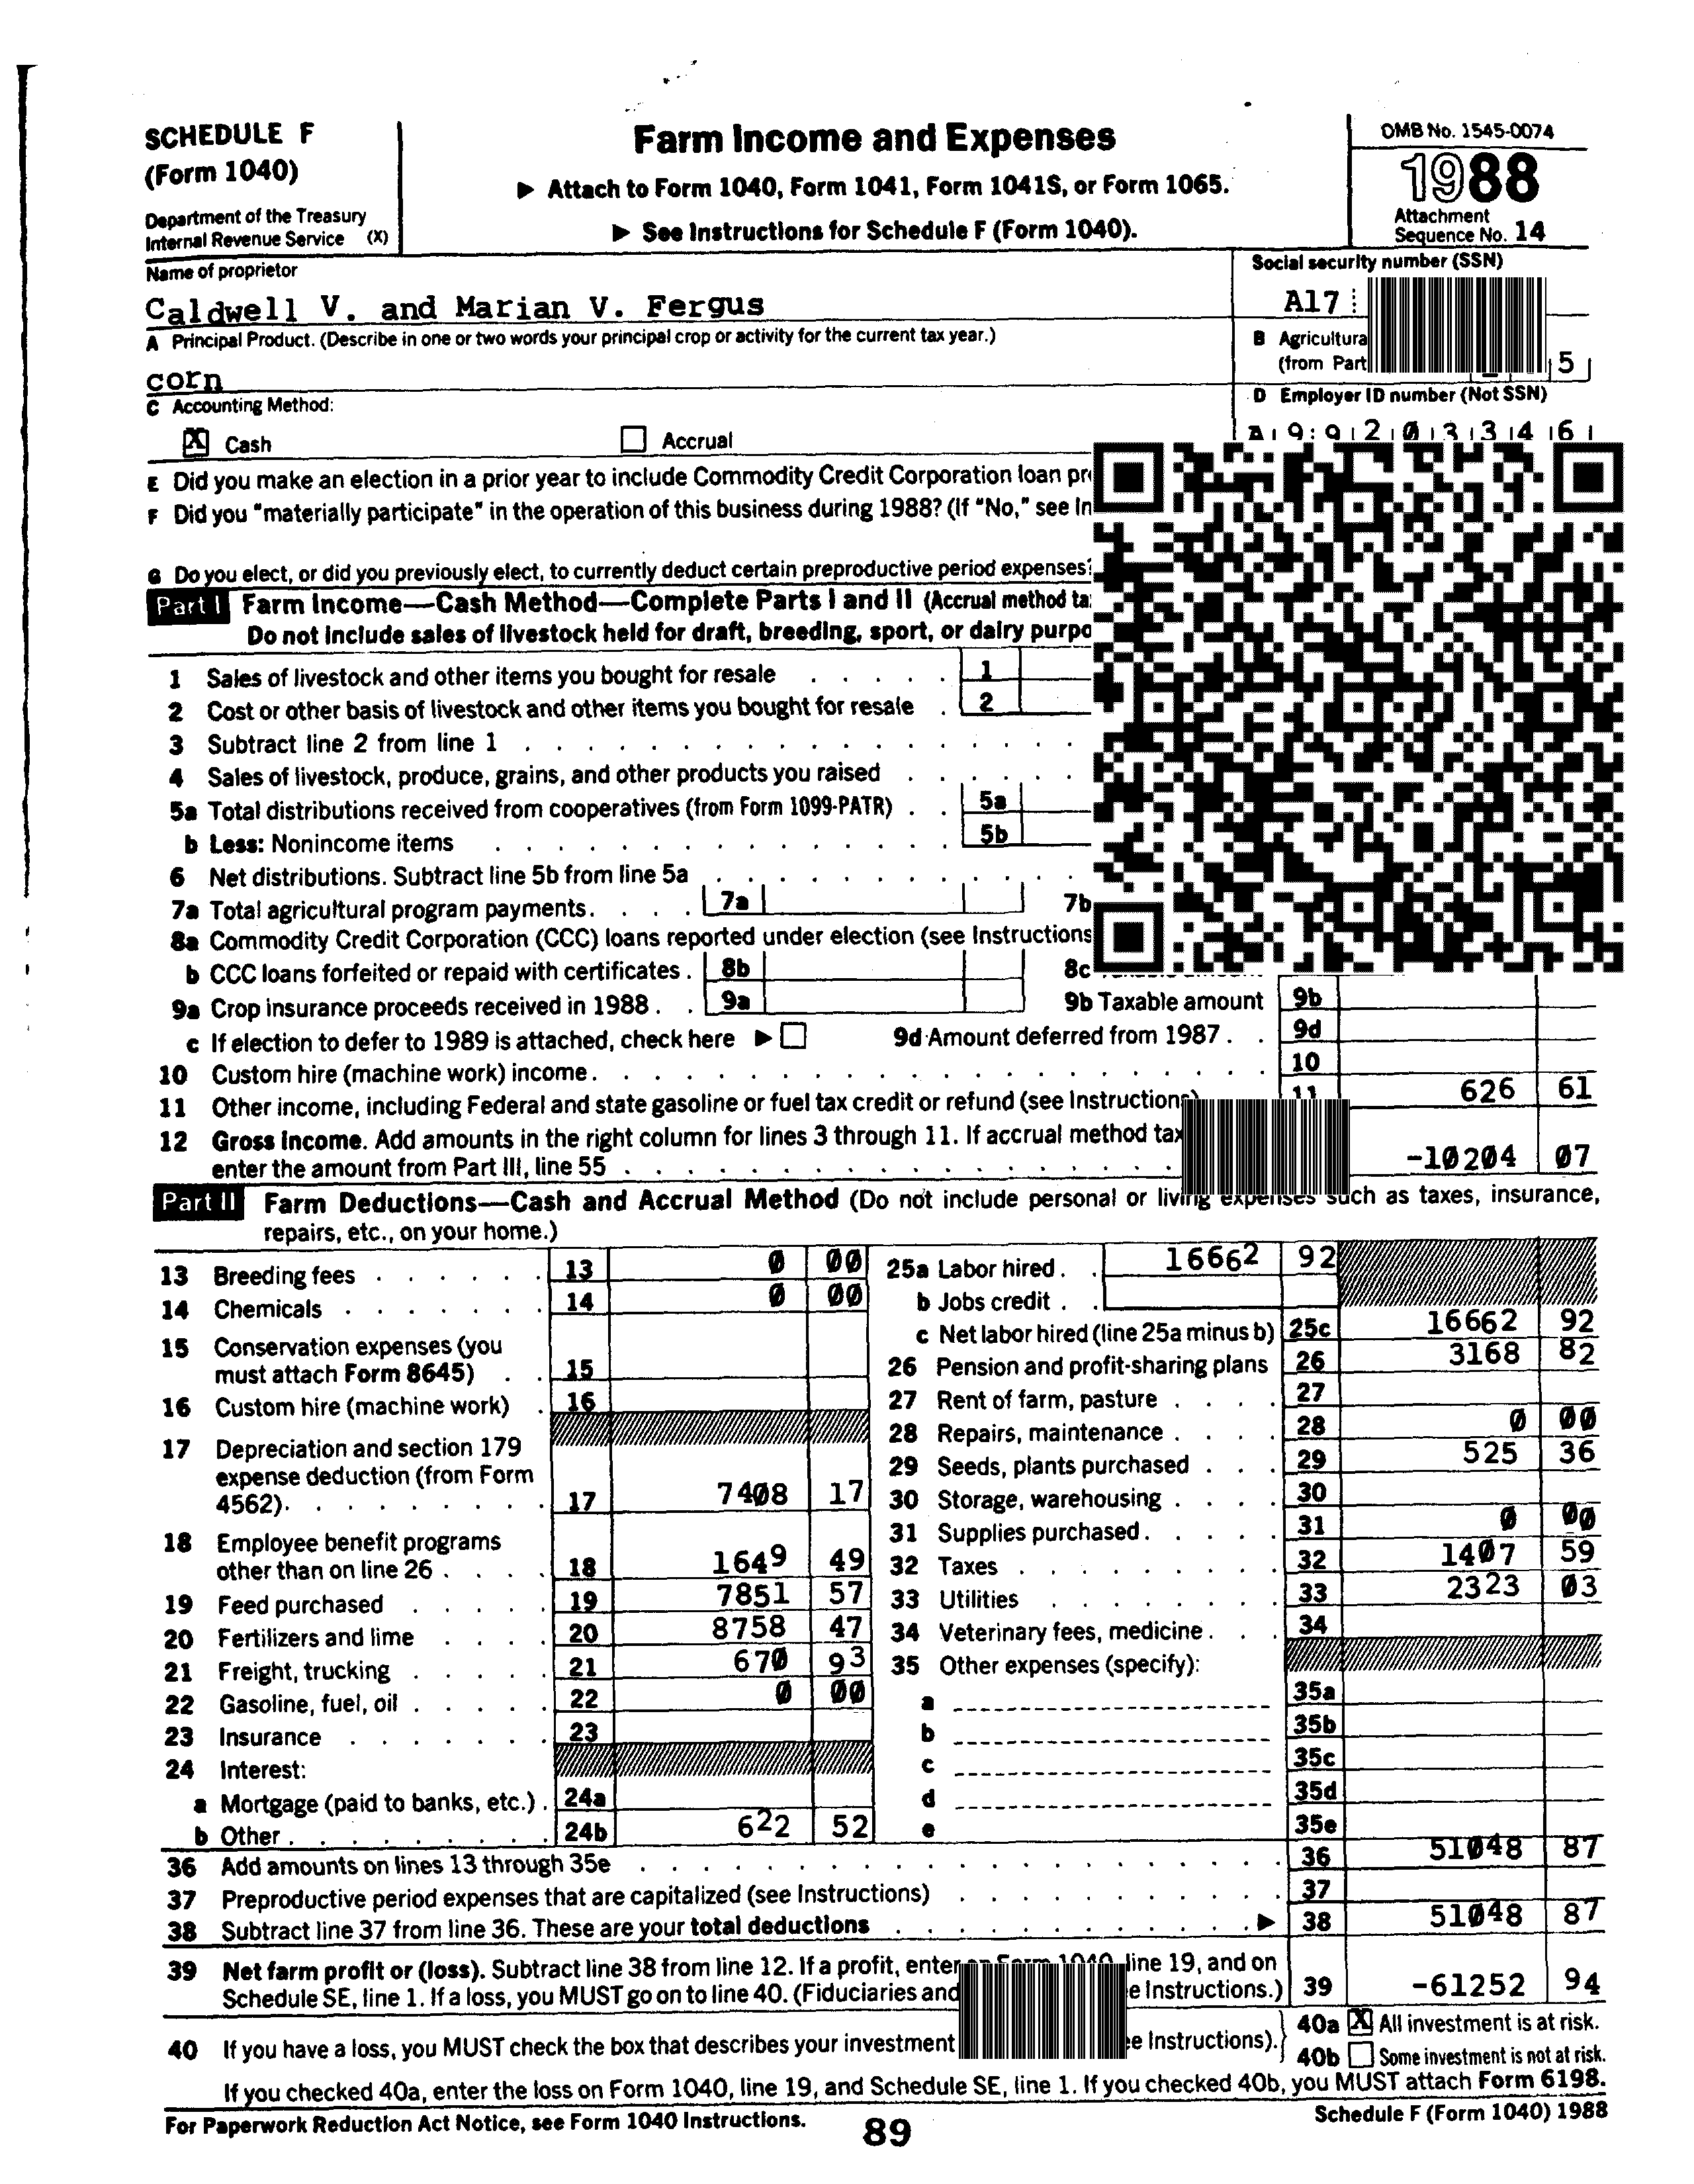 SCHEDULE F
(Form 1040)
Department of the Treasury
Internal Revenue Service (X)
Farm Income and Expenses
▶ Attach to Form 1040, Form 1041, Form 1041S, or Form 1065.
▶ See Instructions for Schedule F (Form 1040).
OMB No. 1545-0074
1988
Attachment
Sequence No. 14
Name of proprietor
Caldwell V. and Marian V. Fergus
Social security number (SSN)
A17
A Principal Product. (Describe in one or two words your principal crop or activity for the current tax year.)
corn
B Agricultura
(from Part
5
C Accounting Method:
Cash
Accrual
D Employer ID number (Not SSN)
A 9 9 2 0 3 3 4 6
E Did you make an election in a prior year to include Commodity Credit Corporation loan
F Did you "materially participate" in the operation of this business during 1988? (If "No," see
G Do you elect, or did you previously elect, to currently deduct certain preproductive period expenses?
Part I Farm Income—Cash Method—Complete Parts I and II (Accrual method
Do not include sales of livestock held for draft, breeding, sport, or dairy
1 Sales of livestock and other items you bought for resale . . . . . 1
2 Cost or other basis of livestock and other items you bought for resale . 2
3 Subtract line 2 from line 1
4 Sales of livestock, produce, grains, and other products you raised
5a Total distributions received from cooperatives (from Form 1099-PATR) . . 5a
b Less: Nonincome items 5b
6 Net distributions. Subtract line 5b from line 5a
7a Total agricultural program payments. . . . . 7a 7b
8a Commodity Credit Corporation (CCC) loans reported under election (see Instructions
b CCC loans forfeited or repaid with certificates . 8b 8c
9a Crop insurance proceeds received in 1988 . . 9a 9b Taxable amount 9b
c If election to defer to 1989 is attached, check here ▶ 9d Amount deferred from 1987 . . 9d
10 Custom hire (machine work) income. 10
11 Other income, including Federal and state gasoline or fuel tax credit or refund (see Instructions) 11 626 61
12 Gross income. Add amounts in the right column for lines 3 through 11. If accrual method tax
enter the amount from Part III, line 55 -10204 07
Part II Farm Deductions—Cash and Accrual Method (Do not include personal or living expenses such as taxes, insurance,
repairs, etc., on your home.)
13 Breeding fees 13 0 00
14 Chemicals 14 0 00
15 Conservation expenses (you
must attach Form 8645) 15
16 Custom hire (machine work) 16
17 Depreciation and section 179
expense deduction (from Form
4562). 17 7408 17
18 Employee benefit programs
other than on line 26 18 1649 49
19 Feed purchased 19 7851 57
20 Fertilizers and lime 20 8758 47
21 Freight, trucking 21 670 93
22 Gasoline, fuel, oil 22 0 00
23 Insurance 23
24 Interest:
a Mortgage (paid to banks, etc.) . 24a
b Other 24b 622 52
25a Labor hired . . 16662 92
b Jobs credit . .
c Net labor hired (line 25a minus b) 25c 16662 92
26 Pension and profit-sharing plans 26 3168 82
27 Rent of farm, pasture 27
28 Repairs, maintenance 28 0 00
29 Seeds, plants purchased 29 525 36
30 Storage, warehousing 30
31 Supplies purchased 31 0 00
32 Taxes 32 1407 59
33 Utilities 33 2323 03
34 Veterinary fees, medicine 34
35 Other expenses (specify):
a 35a
b 35b
c 35c
d 35d
e 35e
36 Add amounts on lines 13 through 35e 36 51048 87
37 Preproductive period expenses that are capitalized (see Instructions) 37
38 Subtract line 37 from line 36. These are your total deductions ▶ 38 51048 87
39 Net farm profit or (loss). Subtract line 38 from line 12. If a profit, enter on Form 1040, line 19, and on
Schedule SE, line 1. If a loss, you MUST go on to line 40. (Fiduciaries and e Instructions.) 39 -61252 94
40 If you have a loss, you MUST check the box that describes your investment ee Instructions).
40a X All investment is at risk.
40b Some investment is not at risk.
If you checked 40a, enter the loss on Form 1040, line 19, and Schedule SE, line 1. If you checked 40b, you MUST attach Form 6198.
For Paperwork Reduction Act Notice, see Form 1040 Instructions.
89
Schedule F (Form 1040) 1988